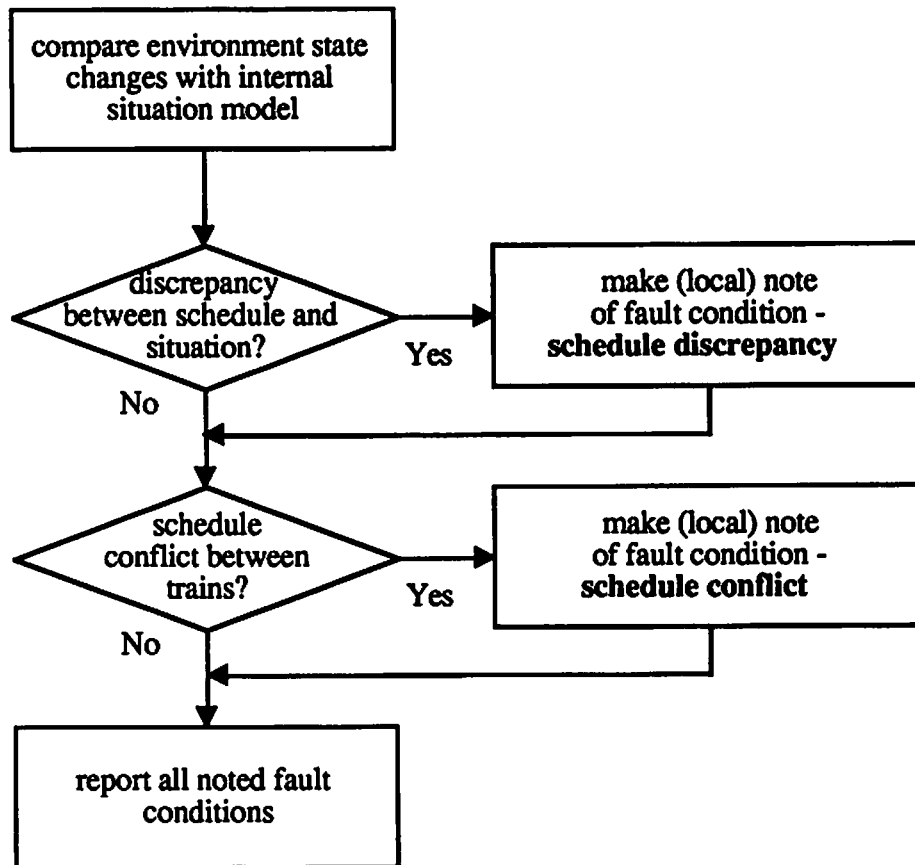 compare environment state
changes with internal
situation model
discrepancy
between schedule and
situation?
Yes
No
make (local) note
of fault condition -
schedule discrepancy
schedule
conflict between
trains?
Yes
No
make (local) note
of fault condition -
schedule conflict
report all noted fault
conditions